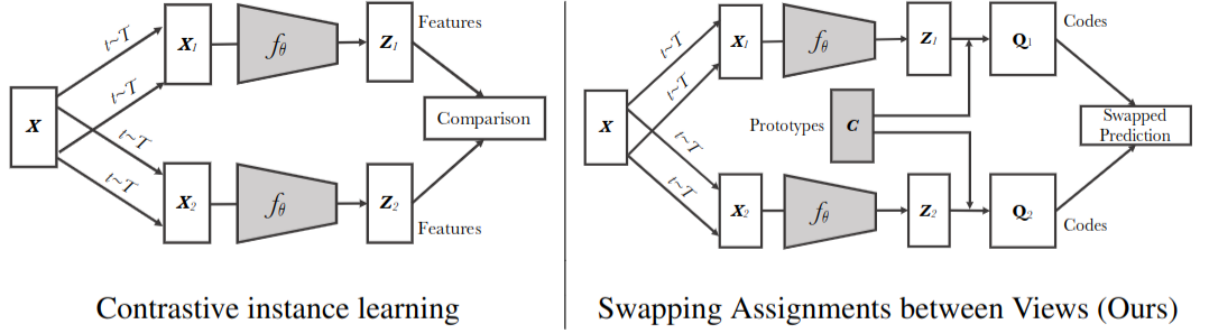 t~T
t~T
t~T
t~T
X
X1
fθ
Z1
Features
Comparison
X2
fθ
Z2
Features
Contrastive instance learning
t~T
t~T
t~T
t~T
X
X1
fθ
Z1
Q1
Codes
Prototypes
C
Swapped
Prediction
X2
fθ
Z2
Q2
Codes
Swapping Assignments between Views (Ours)